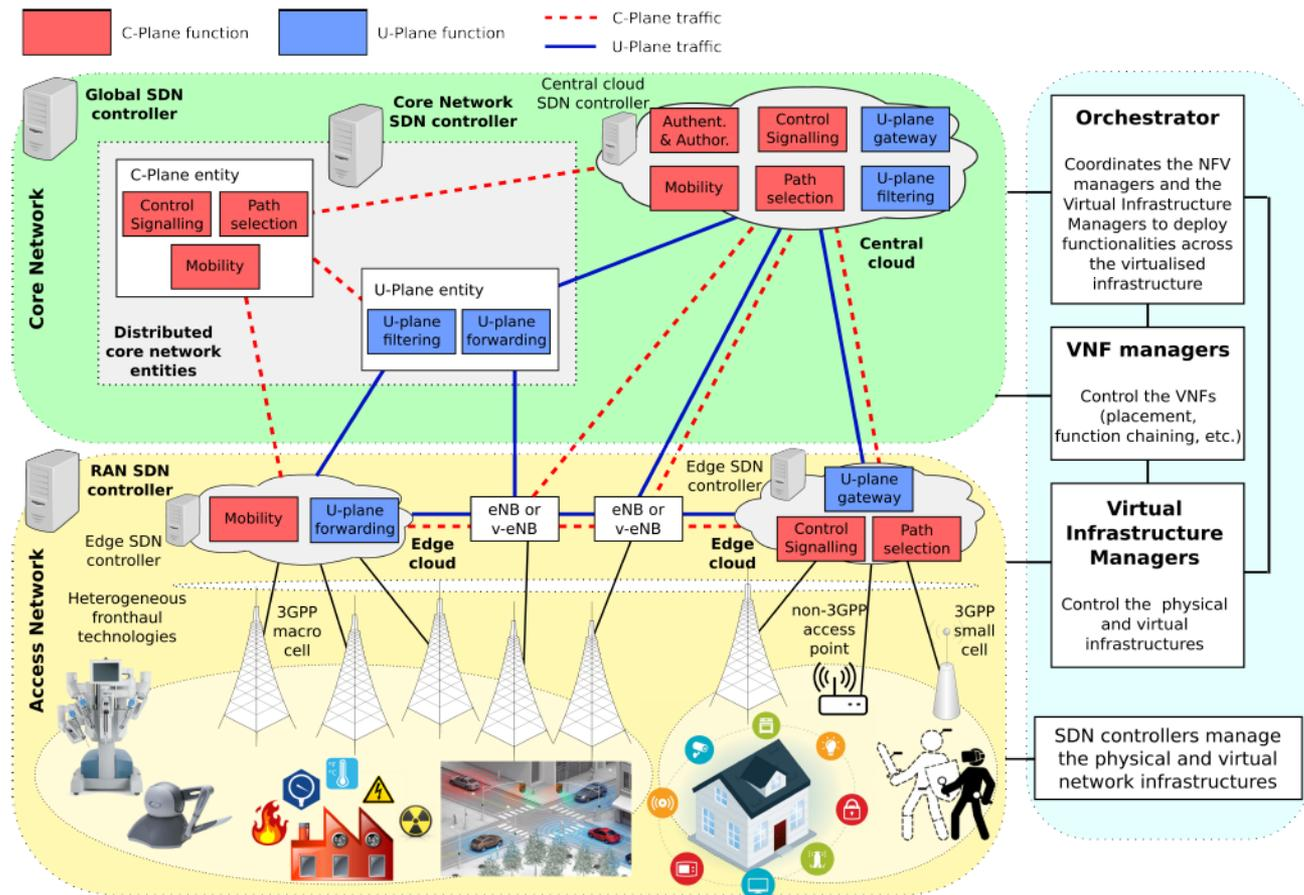 C-Plane function
U-Plane function
C-Plane traffic
U-Plane traffic
Global SDN
controller
Core Network
SDN controller
Central cloud
SDN controller
Authent.
& Author.
Control
Signalling
U-plane
gateway
Mobility
Path
selection
U-plane
filtering
Central
cloud
Core Network
C-Plane entity
Control
Signalling
Path
selection
Mobility
U-Plane entity
U-plane
filtering
U-plane
forwarding
Distributed
core network
entities
RAN SDN
controller
Edge SDN
controller
Mobility
U-plane
forwarding
Edge
cloud
eNB or
v-eNB
eNB or
v-eNB
Edge SDN
controller
Edge
cloud
U-plane
gateway
Control
Signalling
Path
selection
Access Network
Heterogeneous
fronthaul
technologies
3GPP
macro
cell
non-3GPP
access
point
3GPP
small
cell
Orchestrator
Coordinates the NFV
managers and the
Virtual Infrastructure
Managers to deploy
functionalities across
the virtualised
infrastructure
VNF managers
Control the VNFs
(placement,
function chaining, etc.)
Virtual
Infrastructure
Managers
Control the physical
and virtual
infrastructures
SDN controllers manage
the physical and virtual
network infrastructures